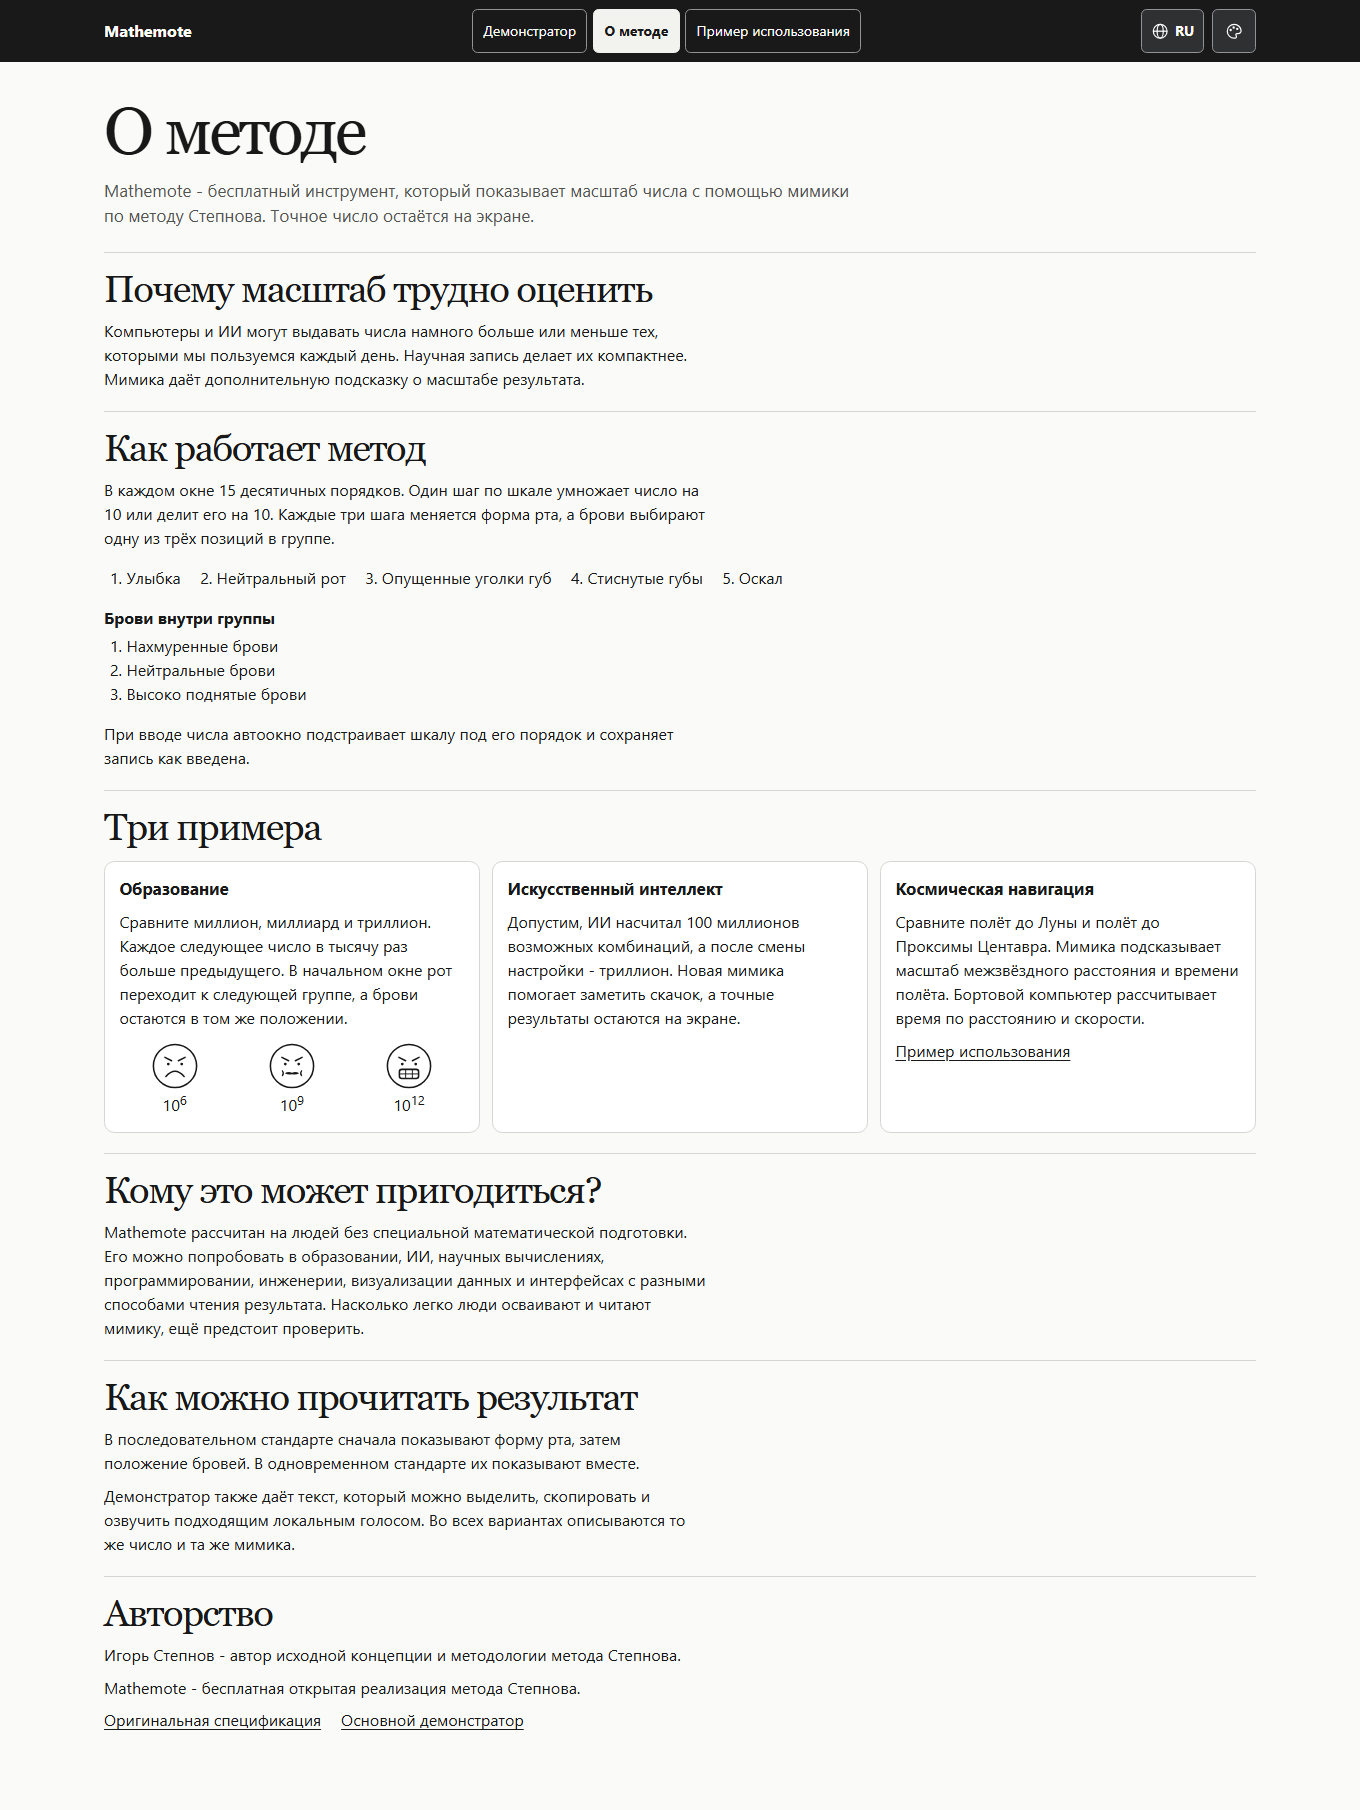 Mathemote
Демонстратор
О методе
Пример использования
RU
О методе
Mathemote - бесплатный инструмент, который показывает масштаб числа с помощью мимики
по методу Степнова. Точное число остаётся на экране.
Почему масштаб трудно оценить
Компьютеры и ИИ могут выдавать числа намного больше или меньше тех,
которыми мы пользуемся каждый день. Научная запись делает их компактнее.
Мимика даёт дополнительную подсказку о масштабе результата.
Как работает метод
В каждом окне 15 десятичных порядков. Один шаг по шкале умножает число на
10 или делит его на 10. Каждые три шага меняется форма рта, а брови выбирают
одну из трёх позиций в группе.
1. Улыбка 2. Нейтральный рот 3. Опущенные уголки губ 4. Стиснутые губы 5. Оскал
Брови внутри группы
1. Нахмуренные брови
2. Нейтральные брови
3. Высоко поднятые брови
При вводе числа автоокно подстраивает шкалу под его порядок и сохраняет
запись как введена.
Три примера
Образование
Сравните миллион, миллиард и триллион.
Каждое следующее число в тысячу раз
больше предыдущего. В начальном окне рот
переходит к следующей группе, а брови
остаются в том же положении.
10⁶ 10⁹ 10¹²
Искусственный интеллект
Допустим, ИИ насчитал 100 миллионов
возможных комбинаций, а после смены
настройки - триллион. Новая мимика
помогает заметить скачок, а точные
результаты остаются на экране.
Космическая навигация
Сравните полёт до Луны и полёт до
Проксимы Центавра. Мимика подсказывает
масштаб межзвёздного расстояния и времени
полёта. Бортовой компьютер рассчитывает
время по расстоянию и скорости.
Пример использования
Кому это может пригодиться?
Mathemote рассчитан на людей без специальной математической подготовки.
Его можно попробовать в образовании, ИИ, научных вычислениях,
программировании, инженерии, визуализации данных и интерфейсах с разными
способами чтения результата. Насколько легко люди осваивают и читают
мимику, ещё предстоит проверить.
Как можно прочитать результат
В последовательном стандарте сначала показывают форму рта, затем
положение бровей. В одновременном стандарте их показывают вместе.
Демонстратор также даёт текст, который можно выделить, скопировать и
озвучить подходящим локальным голосом. Во всех вариантах описываются то
же число и та же мимика.
Авторство
Игорь Степнов - автор исходной концепции и методологии метода Степнова.
Mathemote - бесплатная открытая реализация метода Степнова.
Оригинальная спецификация Основной демонстратор